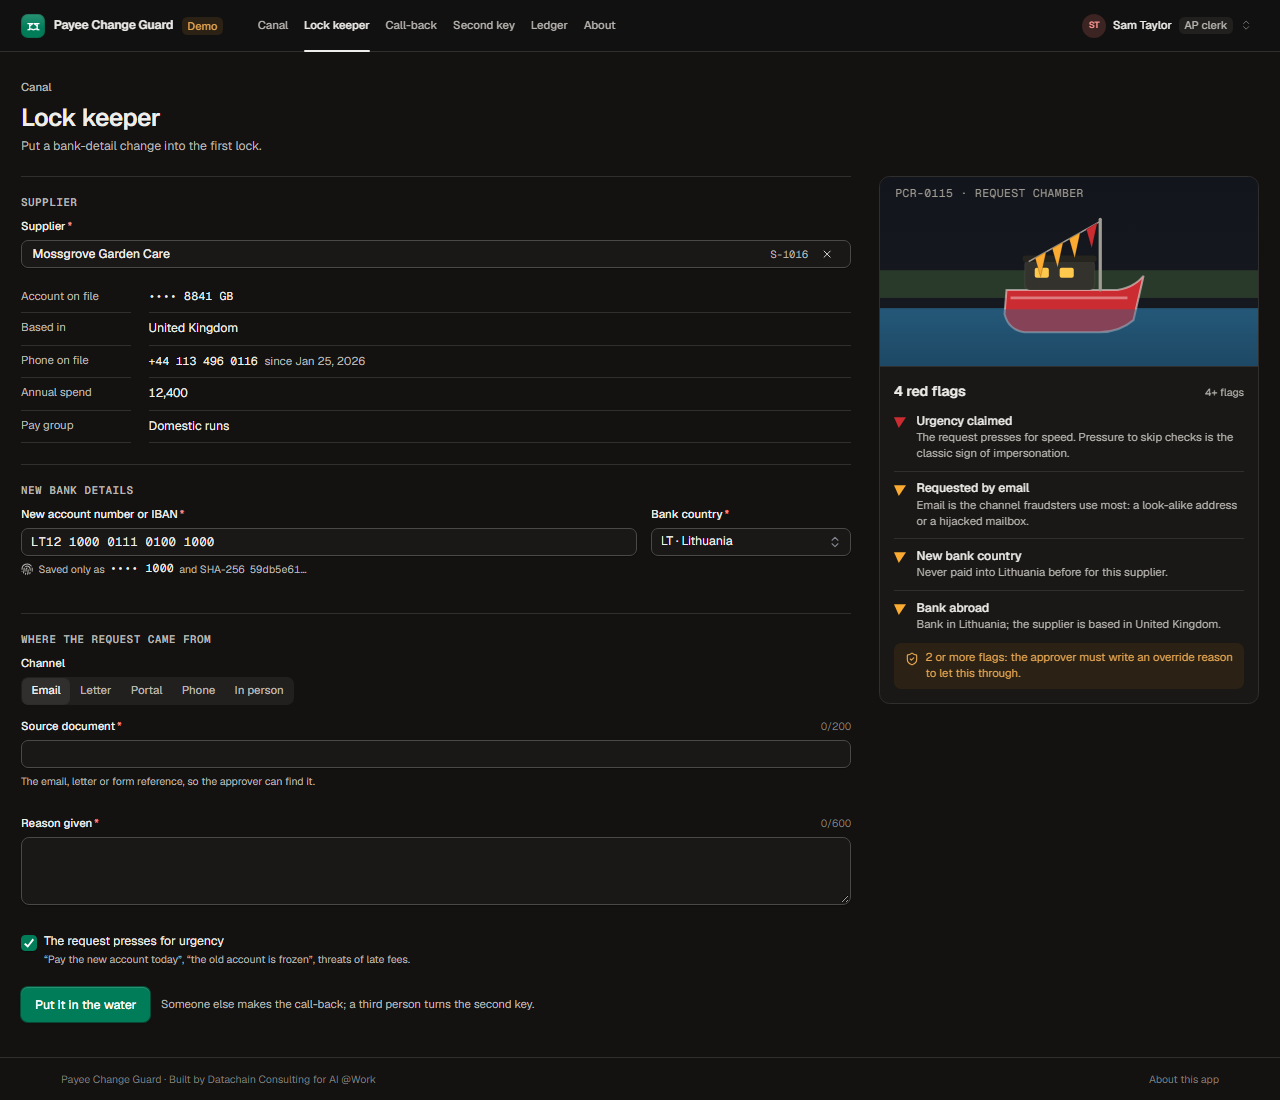 Payee Change Guard Demo Canal Lock keeper Call-back Second key Ledger About ST Sam Taylor AP clerk
Canal
Lock keeper
Put a bank-detail change into the first lock.
SUPPLIER
Supplier*
Mossgrove Garden Care S-1016
Account on file •••• 8841 GB
Based in United Kingdom
Phone on file +44 113 496 0116 since Jan 25, 2026
Annual spend 12,400
Pay group Domestic runs
NEW BANK DETAILS
New account number or IBAN* Bank country*
LT12 1000 0111 0100 1000 LT · Lithuania
Saved only as •••• 1000 and SHA-256 59db5e61…
WHERE THE REQUEST CAME FROM
Channel
Email Letter Portal Phone In person
Source document* 0/200
The email, letter or form reference, so the approver can find it.
Reason given* 0/600
The request presses for urgency
“Pay the new account today”, “the old account is frozen”, threats of late fees.
Put it in the water Someone else makes the call-back; a third person turns the second key.
PCR-0115 · REQUEST CHAMBER
4 red flags 4+ flags
Urgency claimed
The request presses for speed. Pressure to skip checks is the
classic sign of impersonation.
Requested by email
Email is the channel fraudsters use most: a look-alike address
or a hijacked mailbox.
New bank country
Never paid into Lithuania before for this supplier.
Bank abroad
Bank in Lithuania; the supplier is based in United Kingdom.
2 or more flags: the approver must write an override reason
to let this through.
Payee Change Guard · Built by Datachain Consulting for AI @Work About this app